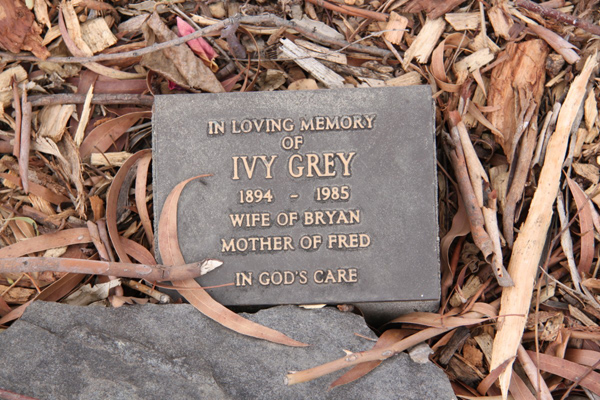 IN LOVING MEMORY
OF
IVY GREY
1894 - 1985
WIFE OF BRYAN
MOTHER OF FRED
IN GOD'S CARE